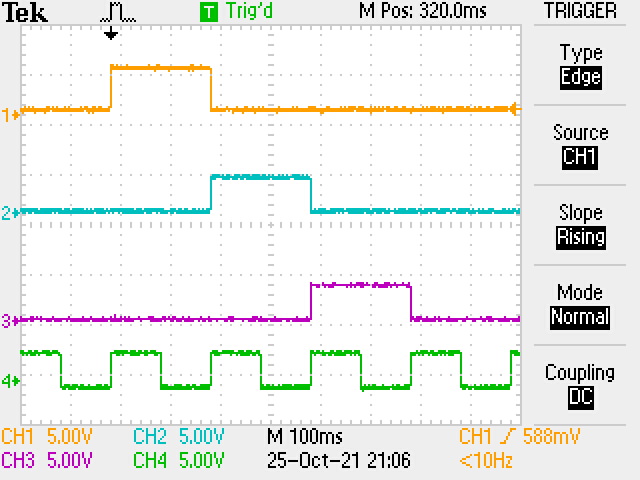 Tek T Trig'd M Pos: 320.0ms TRIGGER
Type
Edge
Source
CH1
Slope
Rising
Mode
Normal
Coupling
DC
1
2
3
4
CH1 5.00V CH2 5.00V M 100ms CH1 588mV
CH3 5.00V CH4 5.00V 25-Oct-21 21:06 <10Hz